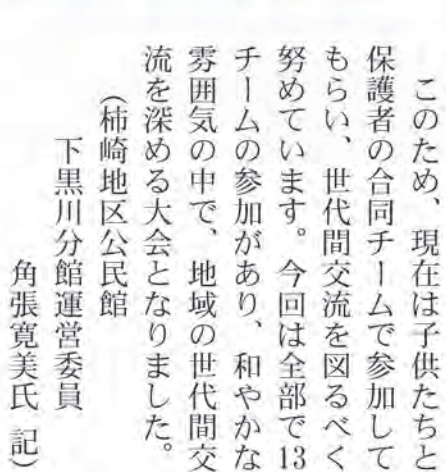 このため、現在は子供たちと
保護者の合同チームで参加して
もらい、世代間交流を図るべく
努めています。今回は全部で13
チームの参加があり、和やかな
雰囲気の中で、地域の世代間交
流を深める大会となりました。
(柿崎地区公民館
下黒川分館運営委員
角張寛美氏 記)